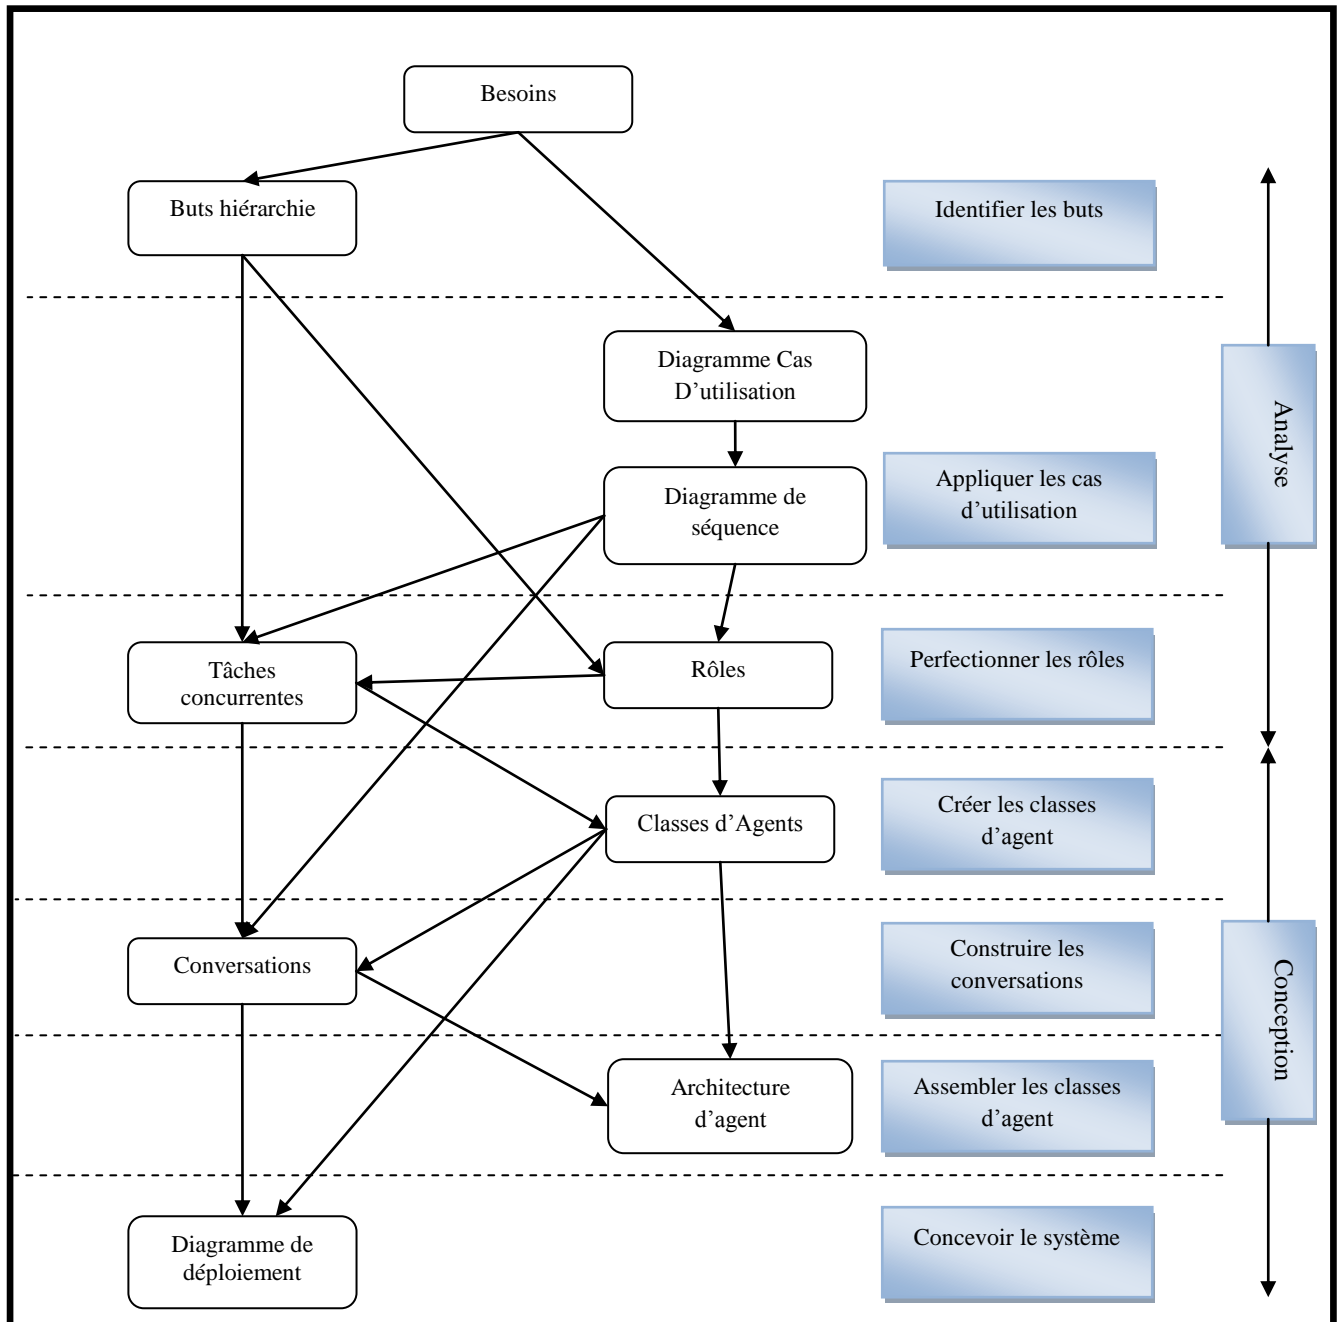 Besoins
Buts hiérarchie
Identifier les buts
Diagramme Cas
D’utilisation
Analyse
Diagramme de
séquence
Appliquer les cas
d’utilisation
Tâches
concurrentes
Rôles
Perfectionner les rôles
Classes d’Agents
Créer les classes
d’agent
Conversations
Construire les
conversations
Conception
Architecture
d’agent
Assembler les classes
d’agent
Diagramme de
déploiement
Concevoir le système